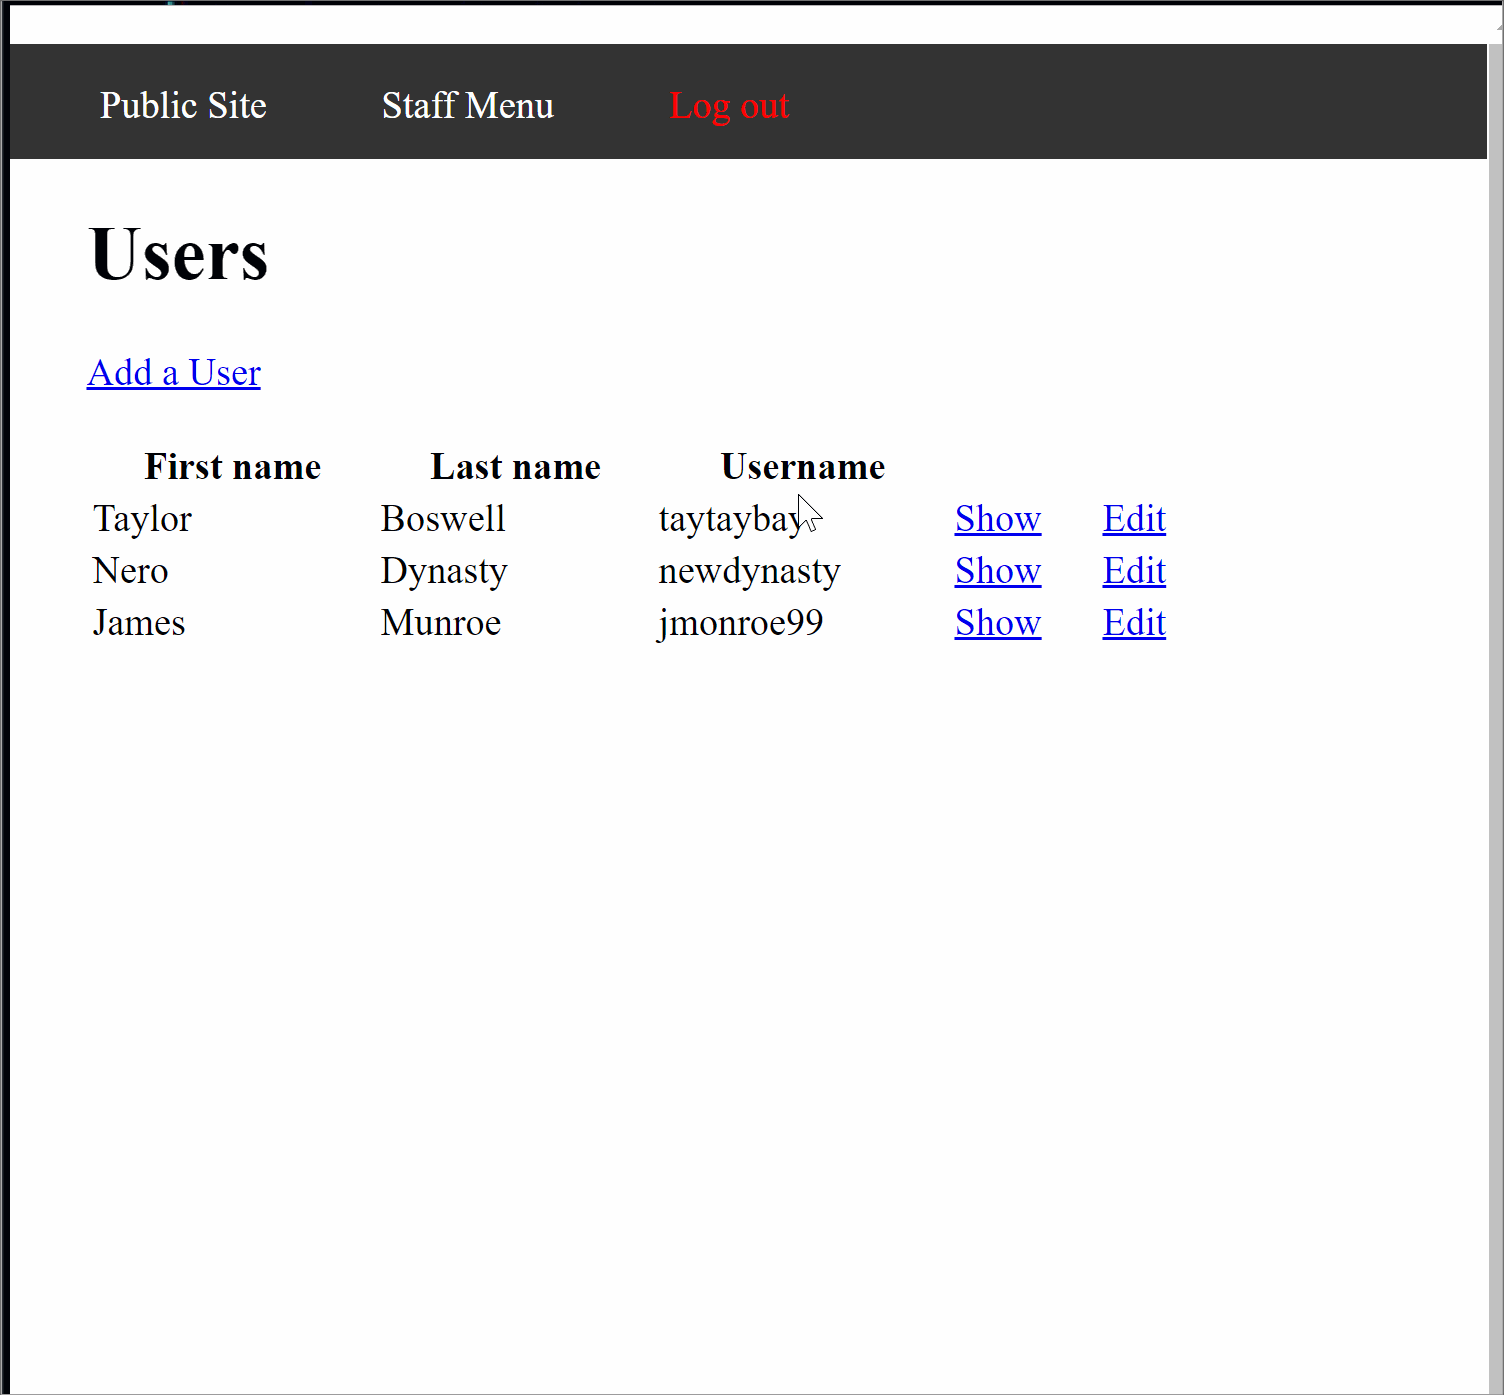 Public Site Staff Menu Log out
Users
Add a User
First name Last name Username
Taylor Boswell taytaybay Show Edit
Nero Dynasty newdynasty Show Edit
James Munroe jmonroe99 Show Edit